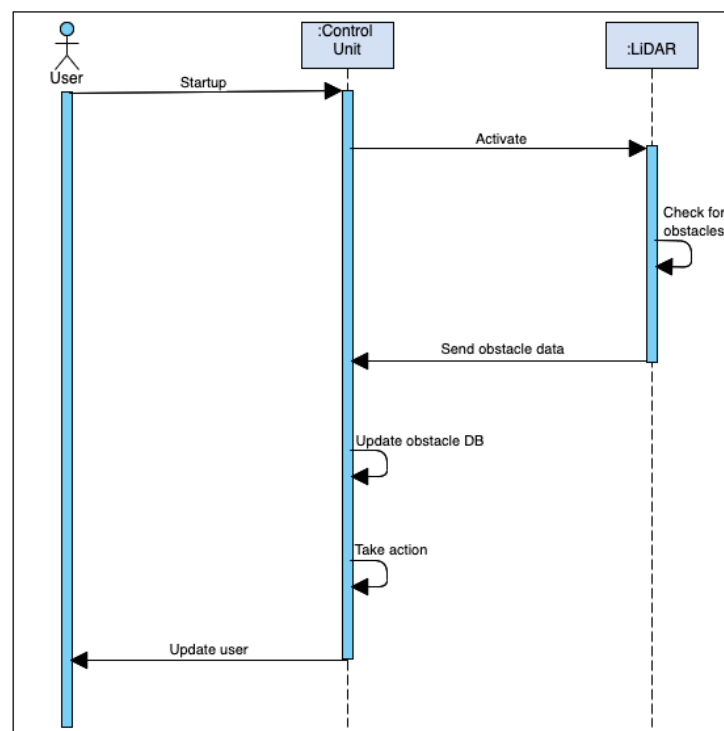 :Control
Unit
:LiDAR
User
Startup
Activate
Check for
obstacles
Send obstacle data
Update obstacle DB
Take action
Update user